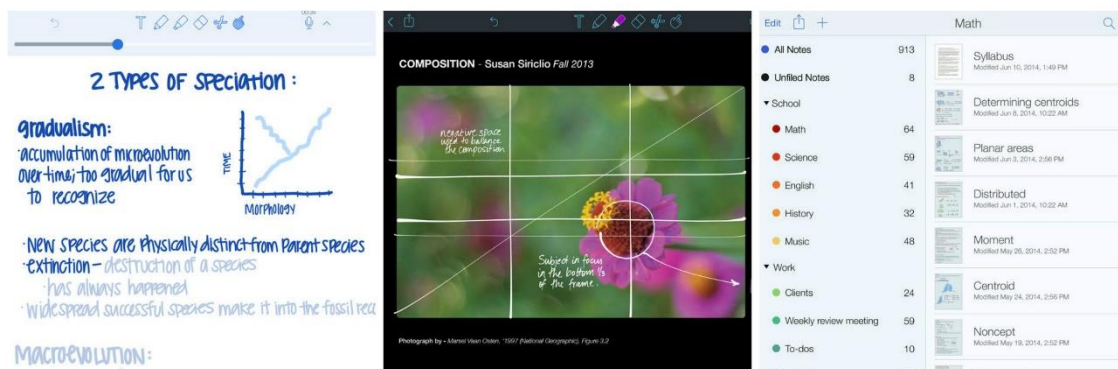 2 TYPES OF SPECIATION :
gradualism:
·accumulation of microevolution
over time; too gradual for us
to recognize
TIME
MORPHOLOGY
·New species are physically distinct from parent species
·extinction – destruction of a species
·has always happened
·widespread successful species make it into the fossil reco
MACROEVOLUTION:
COMPOSITION - Susan Siriclio Fall 2013
negative space
used to balance
the composition
Subject in focus
in the bottom 1/3
of the frame.
Photograph by - Martel Vaan Osten, '1997 (National Geographic), Figure 3.2
Edit
Math
All Notes 913
Unfiled Notes 8
School
Math 64
Science 59
English 41
History 32
Music 48
Work
Clients 24
Weekly review meeting 59
To-dos 10
Syllabus
Modified Jun 10, 2014, 1:49 PM
Determining centroids
Modified Jun 8, 2014, 10:22 AM
Planar areas
Modified Jun 3, 2014, 2:56 PM
Distributed
Modified Jun 1, 2014, 10:22 AM
Moment
Modified May 26, 2014, 2:52 PM
Centroid
Modified May 24, 2014, 2:56 PM
Noncept
Modified May 19, 2014, 2:52 PM